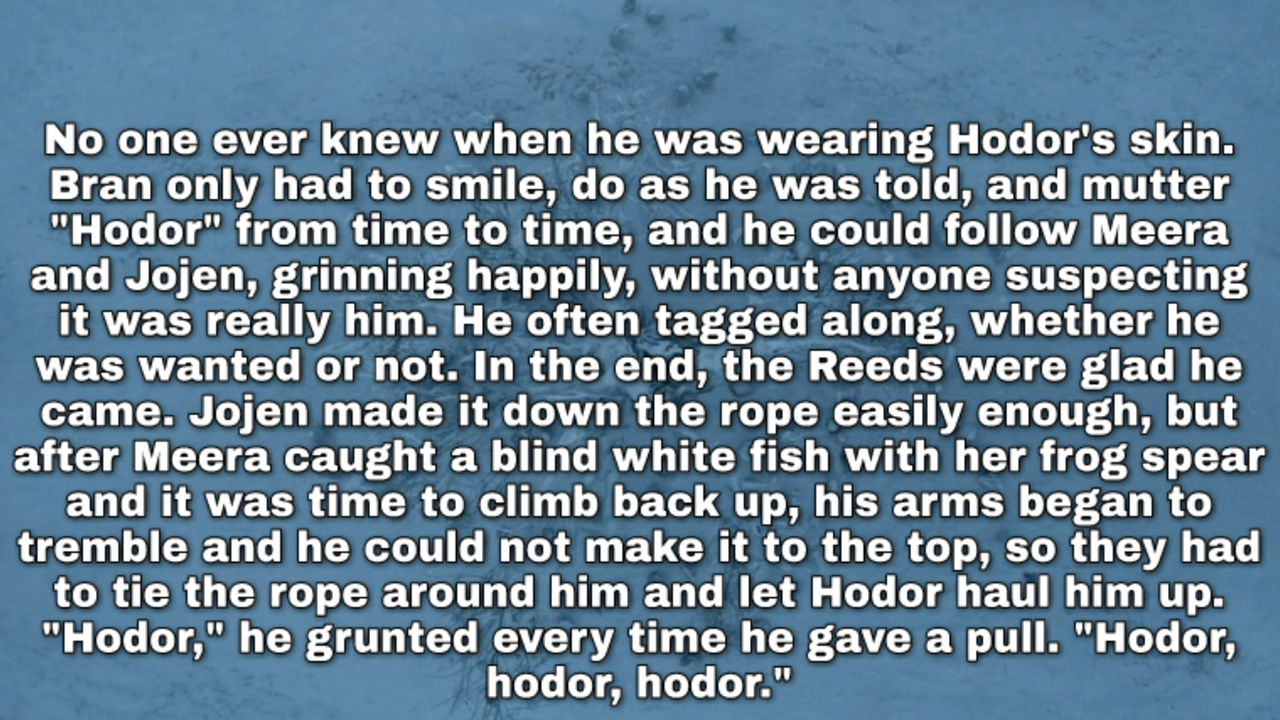 No one ever knew when he was wearing Hodor's skin.
Bran only had to smile, do as he was told, and mutter
"Hodor" from time to time, and he could follow Meera
and Jojen, grinning happily, without anyone suspecting
it was really him. He often tagged along, whether he
was wanted or not. In the end, the Reeds were glad he
came. Jojen made it down the rope easily enough, but
after Meera caught a blind white fish with her frog spear
and it was time to climb back up, his arms began to
tremble and he could not make it to the top, so they had
to tie the rope around him and let Hodor haul him up.
"Hodor," he grunted every time he gave a pull. "Hodor,
hodor, hodor."